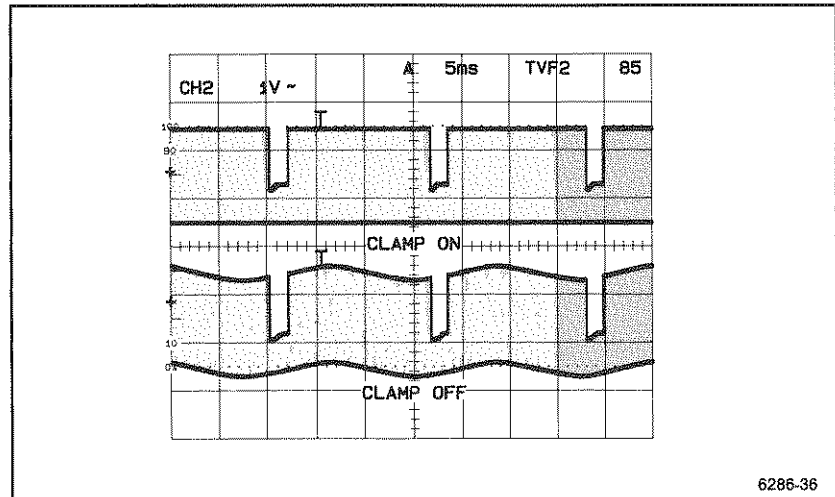 A 5ms TVF2 85
CH2 1V~
100
90
CLAMP ON
10
0%
CLAMP OFF
6286-36